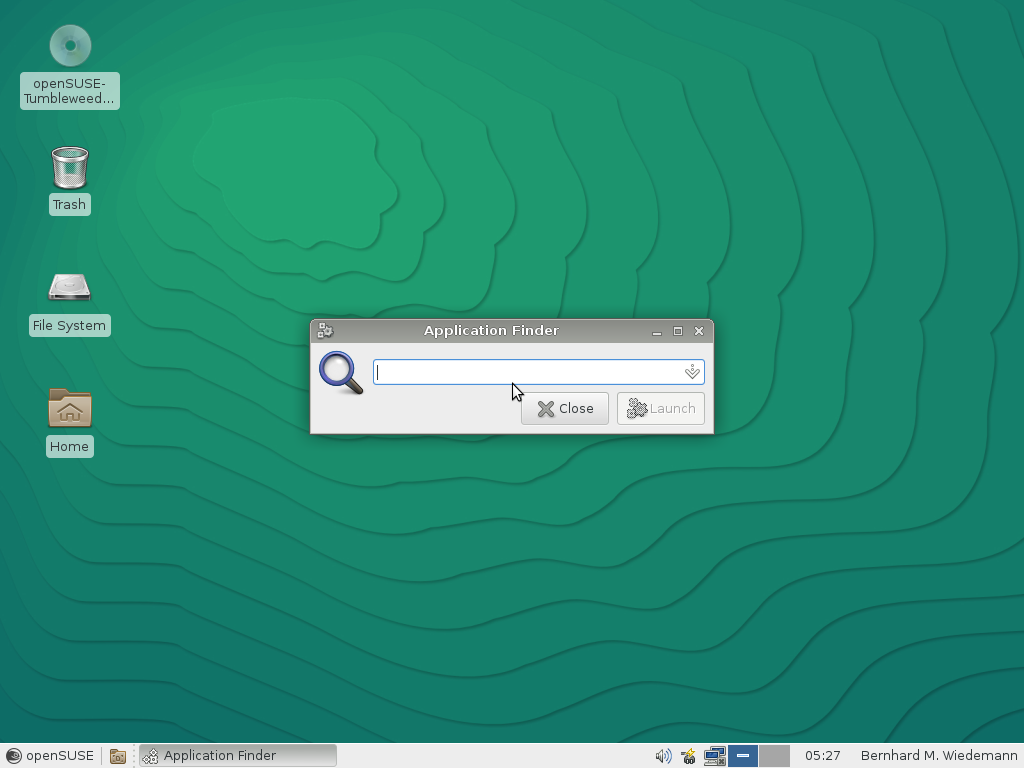 openSUSE-
Tumbleweed...
Trash
File System
Home
Application Finder
Close
Launch
openSUSE
Application Finder
05:27
Bernhard M. Wiedemann